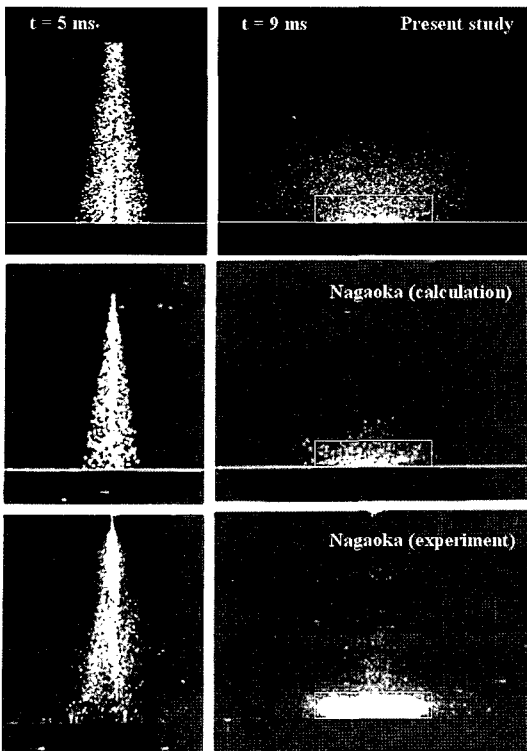 t = 5 ms.
t = 9 ms
Present study
Nagaoka (calculation)
Nagaoka (experiment)